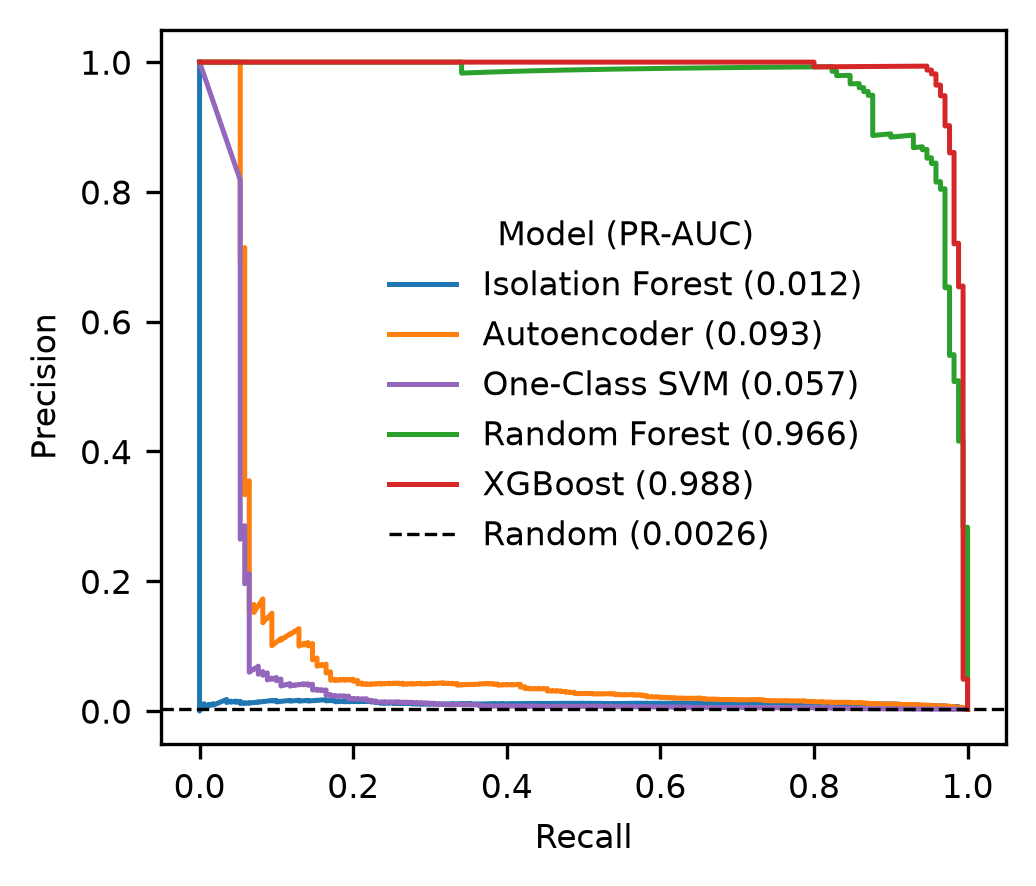 1.0
0.8
0.6
0.4
0.2
0.0
Precision
Model (PR-AUC)
Isolation Forest (0.012)
Autoencoder (0.093)
One-Class SVM (0.057)
Random Forest (0.966)
XGBoost (0.988)
Random (0.0026)
0.0 0.2 0.4 0.6 0.8 1.0
Recall